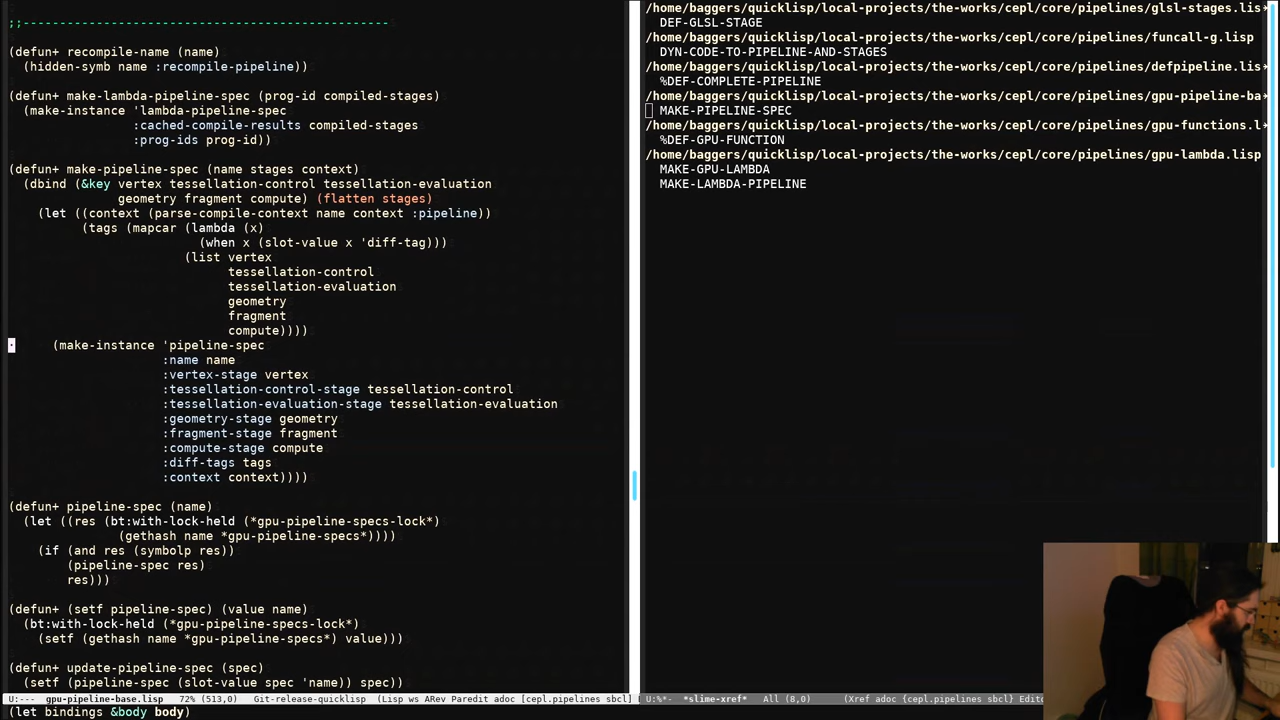 ;;--------------------------------------------------
(defun+ recompile-name (name)
(hidden-symb name :recompile-pipeline))
(defun+ make-lambda-pipeline-spec (prog-id compiled-stages)
(make-instance 'lambda-pipeline-spec
:cached-compile-results compiled-stages
:prog-ids prog-id))
(defun+ make-pipeline-spec (name stages context)
(dbind (&key vertex tessellation-control tessellation-evaluation
geometry fragment compute) (flatten stages)
(let ((context (parse-compile-context name context :pipeline))
(tags (mapcar (lambda (x)
(when x (slot-value x 'diff-tag)))
(list vertex
tessellation-control
tessellation-evaluation
geometry
fragment
compute))))
(make-instance 'pipeline-spec
:name name
:vertex-stage vertex
:tessellation-control-stage tessellation-control
:tessellation-evaluation-stage tessellation-evaluation
:geometry-stage geometry
:fragment-stage fragment
:compute-stage compute
:diff-tags tags
:context context))))
(defun+ pipeline-spec (name)
(let ((res (bt:with-lock-held (*gpu-pipeline-specs-lock*)
(gethash name *gpu-pipeline-specs*))))
(if (and res (symbolp res))
(pipeline-spec res)
res)))
(defun+ (setf pipeline-spec) (value name)
(bt:with-lock-held (*gpu-pipeline-specs-lock*)
(setf (gethash name *gpu-pipeline-specs*) value)))
(defun+ update-pipeline-spec (spec)
(setf (pipeline-spec (slot-value spec 'name)) spec))
U:--- gpu-pipeline-base.lisp 72% (513,0) Git-release-quicklisp (Lisp ws ARev Paredit adoc [cepl.pipelines sbcl]
(let bindings &body body)
/home/baggers/quicklisp/local-projects/the-works/cepl/core/pipelines/glsl-stages.lis→
DEF-GLSL-STAGE
/home/baggers/quicklisp/local-projects/the-works/cepl/core/pipelines/funcall-g.lisp
DYN-CODE-TO-PIPELINE-AND-STAGES
/home/baggers/quicklisp/local-projects/the-works/cepl/core/pipelines/defpipeline.lis→
%DEF-COMPLETE-PIPELINE
/home/baggers/quicklisp/local-projects/the-works/cepl/core/pipelines/gpu-pipeline-ba→
MAKE-PIPELINE-SPEC
/home/baggers/quicklisp/local-projects/the-works/cepl/core/pipelines/gpu-functions.l→
%DEF-GPU-FUNCTION
/home/baggers/quicklisp/local-projects/the-works/cepl/core/pipelines/gpu-lambda.lisp
MAKE-GPU-LAMBDA
MAKE-LAMBDA-PIPELINE
U:%*- *slime-xref* All (8,0) (Xref adoc {cepl.pipelines sbcl} Edito